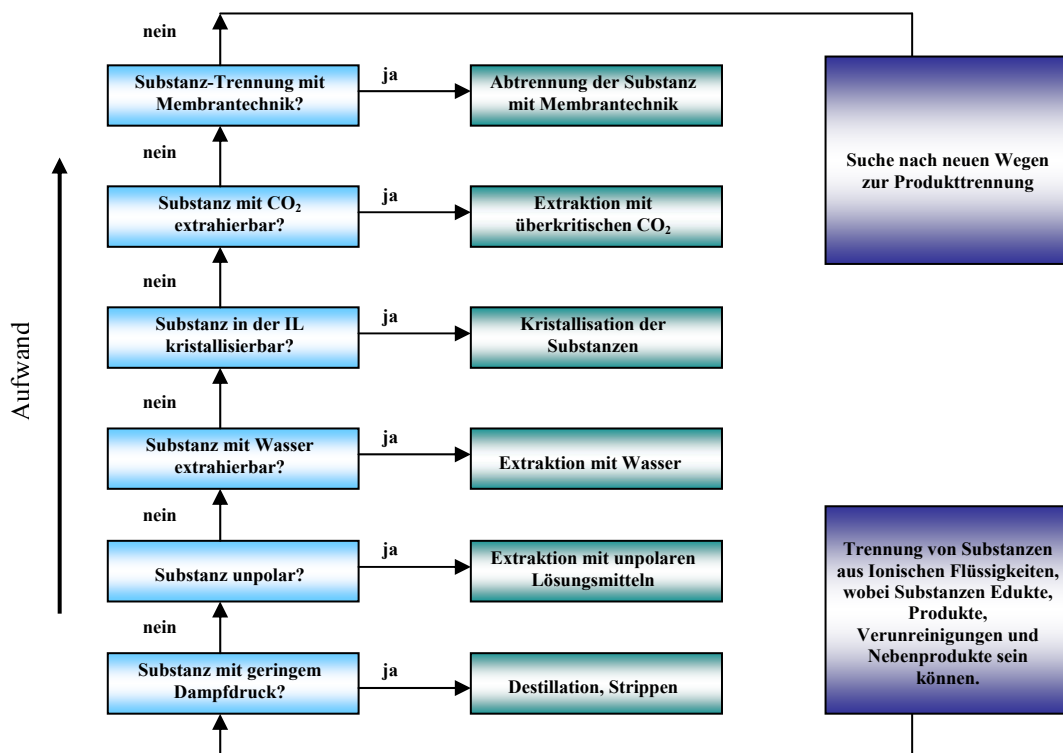 nein
Substanz-Trennung mit
Membrantechnik?
ja
Abtrennung der Substanz
mit Membrantechnik
Suche nach neuen Wegen
zur Produkttrennung
nein
Substanz mit CO₂
extrahierbar?
ja
Extraktion mit
überkritischen CO₂
nein
Substanz in der IL
kristallisierbar?
ja
Kristallisation der
Substanzen
Aufwand
nein
Substanz mit Wasser
extrahierbar?
ja
Extraktion mit Wasser
nein
Substanz unpolar?
ja
Extraktion mit unpolaren
Lösungsmitteln
Trennung von Substanzen
aus Ionischen Flüssigkeiten,
wobei Substanzen Edukte,
Produkte,
Verunreinigungen und
Nebenprodukte sein
können.
nein
Substanz mit geringem
Dampfdruck?
ja
Destillation, Strippen